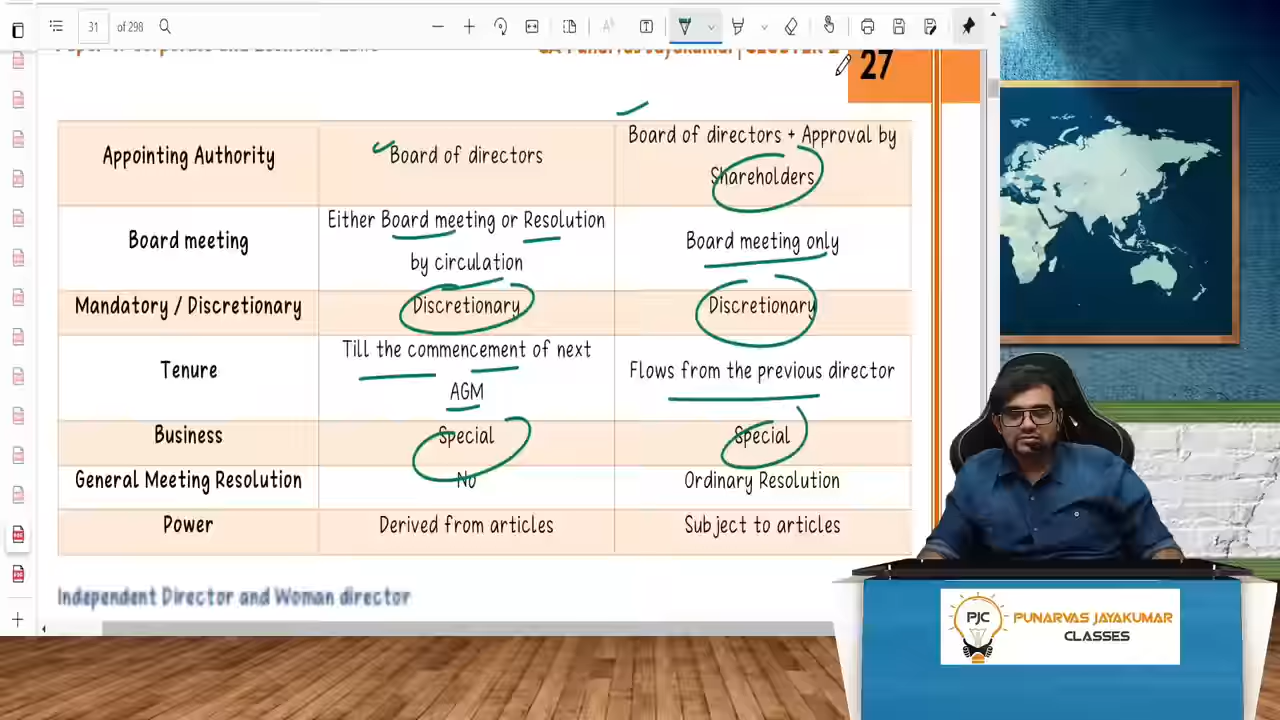 31 of 298
CA Punarvas Jayakumar
27
Appointing Authority
Board of directors
Board of directors + Approval by
Shareholders
Board meeting
Either Board meeting or Resolution
by circulation
Board meeting only
Mandatory / Discretionary
Discretionary
Discretionary
Tenure
Till the commencement of next
AGM
Flows from the previous director
Business
Special
Special
General Meeting Resolution
No
Ordinary Resolution
Power
Derived from articles
Subject to articles
Independent Director and Woman director
PJC
PUNARVAS JAYAKUMAR
CLASSES